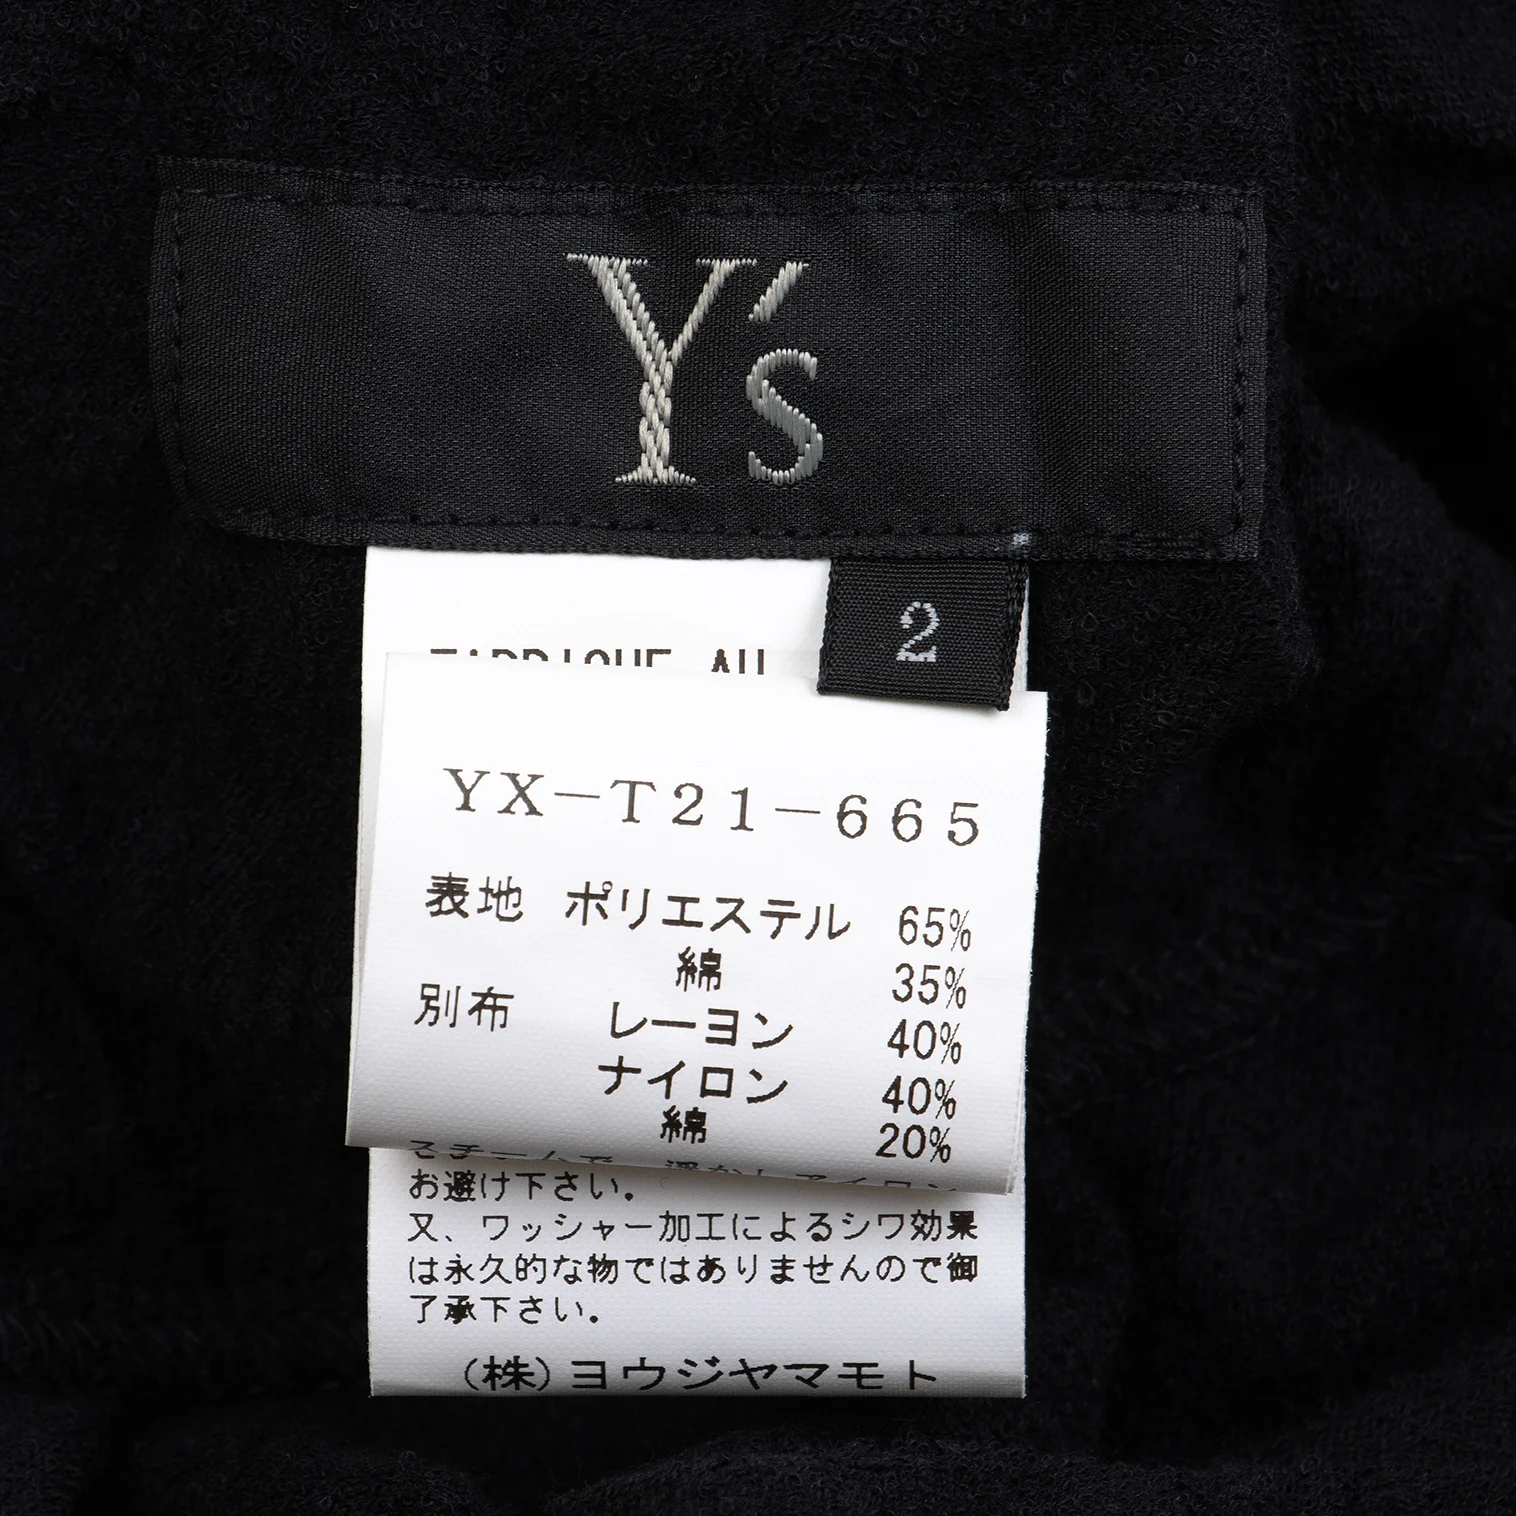 Y's
2
YX-T21-665
表地 ポリエステル 65%
綿 35%
別布 レーヨン 40%
ナイロン 40%
綿 20%
お避け下さい。
又、ワッシャー加工によるシワ効果
は永久的な物ではありませんので御
了承下さい。
(株)ヨウジヤマモト